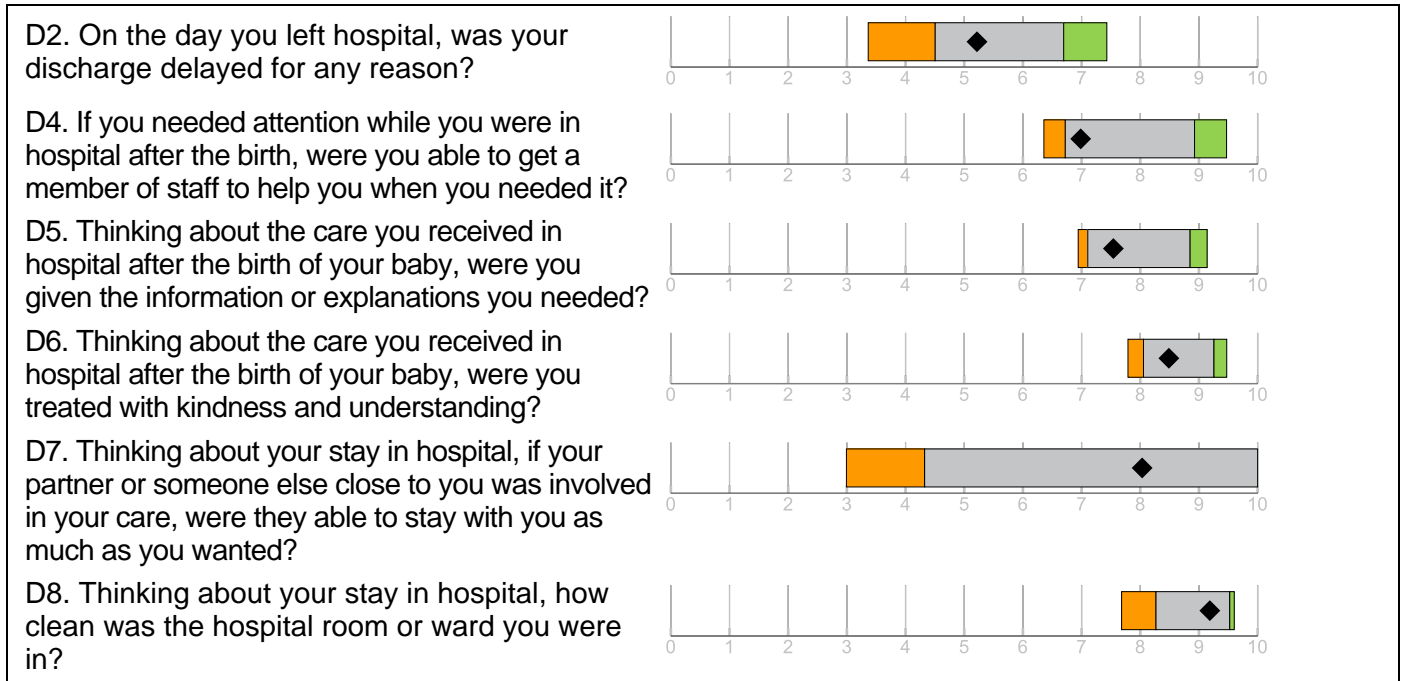 D2. On the day you left hospital, was your
discharge delayed for any reason?
0 1 2 3 4 5 6 7 8 9 10
D4. If you needed attention while you were in
hospital after the birth, were you able to get a
member of staff to help you when you needed it?
0 1 2 3 4 5 6 7 8 9 10
D5. Thinking about the care you received in
hospital after the birth of your baby, were you
given the information or explanations you needed?
0 1 2 3 4 5 6 7 8 9 10
D6. Thinking about the care you received in
hospital after the birth of your baby, were you
treated with kindness and understanding?
0 1 2 3 4 5 6 7 8 9 10
D7. Thinking about your stay in hospital, if your
partner or someone else close to you was involved
in your care, were they able to stay with you as
much as you wanted?
0 1 2 3 4 5 6 7 8 9 10
D8. Thinking about your stay in hospital, how
clean was the hospital room or ward you were
in?
0 1 2 3 4 5 6 7 8 9 10